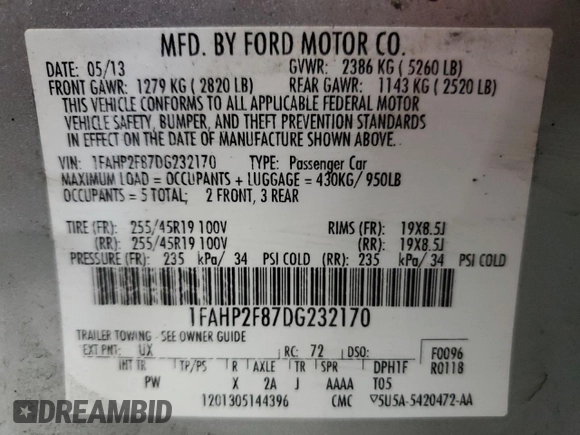 MFD. BY FORD MOTOR CO.
DATE: 05/13 GVWR: 2386 KG ( 5260 LB)
FRONT GAWR: 1279 KG ( 2820 LB) REAR GAWR: 1143 KG ( 2520 LB)
THIS VEHICLE CONFORMS TO ALL APPLICABLE FEDERAL MOTOR
VEHICLE SAFETY, BUMPER, AND THEFT PREVENTION STANDARDS
IN EFFECT ON THE DATE OF MANUFACTURE SHOWN ABOVE.
VIN: 1FAHP2F87DG232170 TYPE: Passenger Car
MAXIMUM LOAD = OCCUPANTS + LUGGAGE = 430KG/ 950LB
OCCUPANTS = 5 TOTAL; 2 FRONT, 3 REAR
TIRE (FR): 255/45R19 100V RIMS (FR): 19X8.5J
(RR): 255/45R19 100V (RR): 19X8.5J
PRESSURE (FR): 235 kPa/ 34 PSI COLD (RR): 235 kPa/ 34 PSI COLD
1FAHP2F87DG232170
TRAILER TOWING - SEE OWNER GUIDE
EXT PNT: UX RC: 72 DSO: F0096
INT TR TP/PS R AXLE TR SPR DPH1F R0118
PW X 2A J AAAA T05
1201305144396 CMC ▽5U5A-5420472-AA
DREAMBID